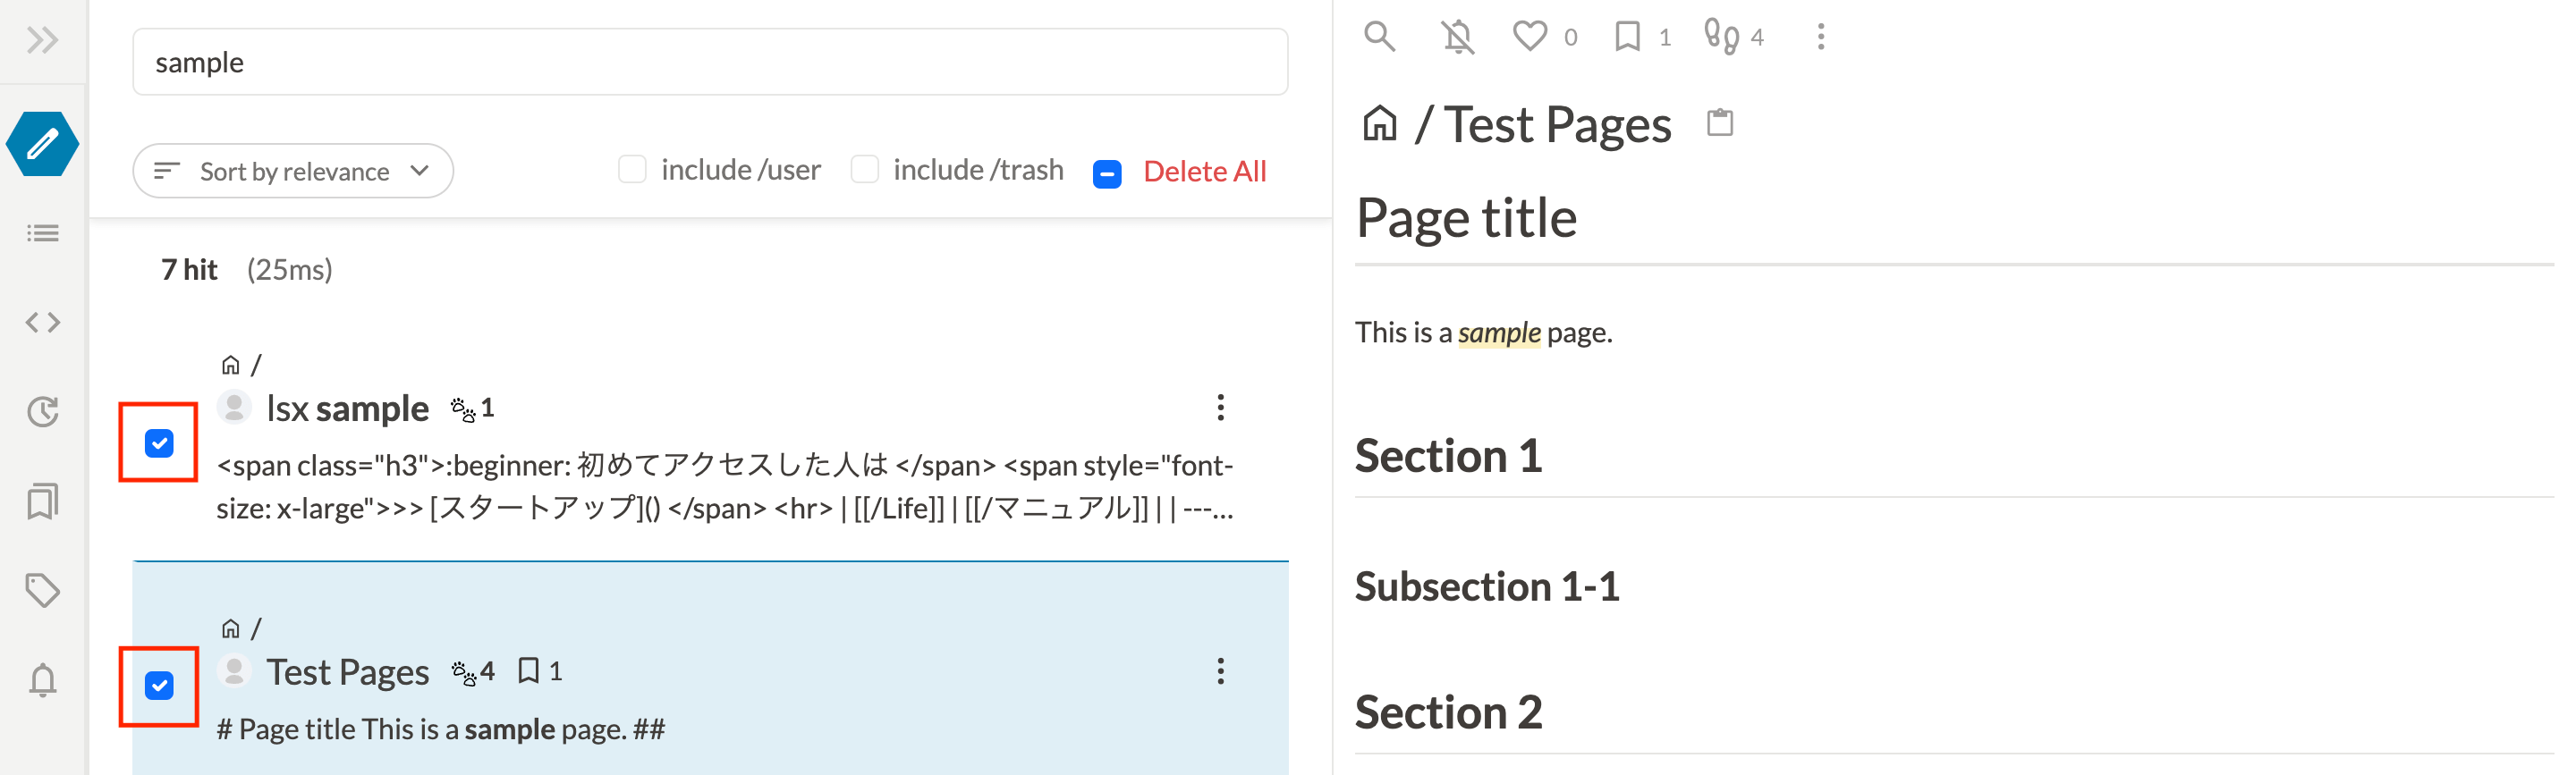 sample
Sort by relevance
include /user
include /trash
Delete All
7 hit (25ms)
/
lsx sample 1
<span class="h3">:beginner: 初めてアクセスした人は </span> <span style="font-
size: x-large">>> [スタートアップ]() </span> <hr> | [[/Life]] | [[/マニュアル]] | | ---...
/
Test Pages 4 1
# Page title This is a sample page. ##
0 1 4
/ Test Pages
Page title
This is a sample page.
Section 1
Subsection 1-1
Section 2